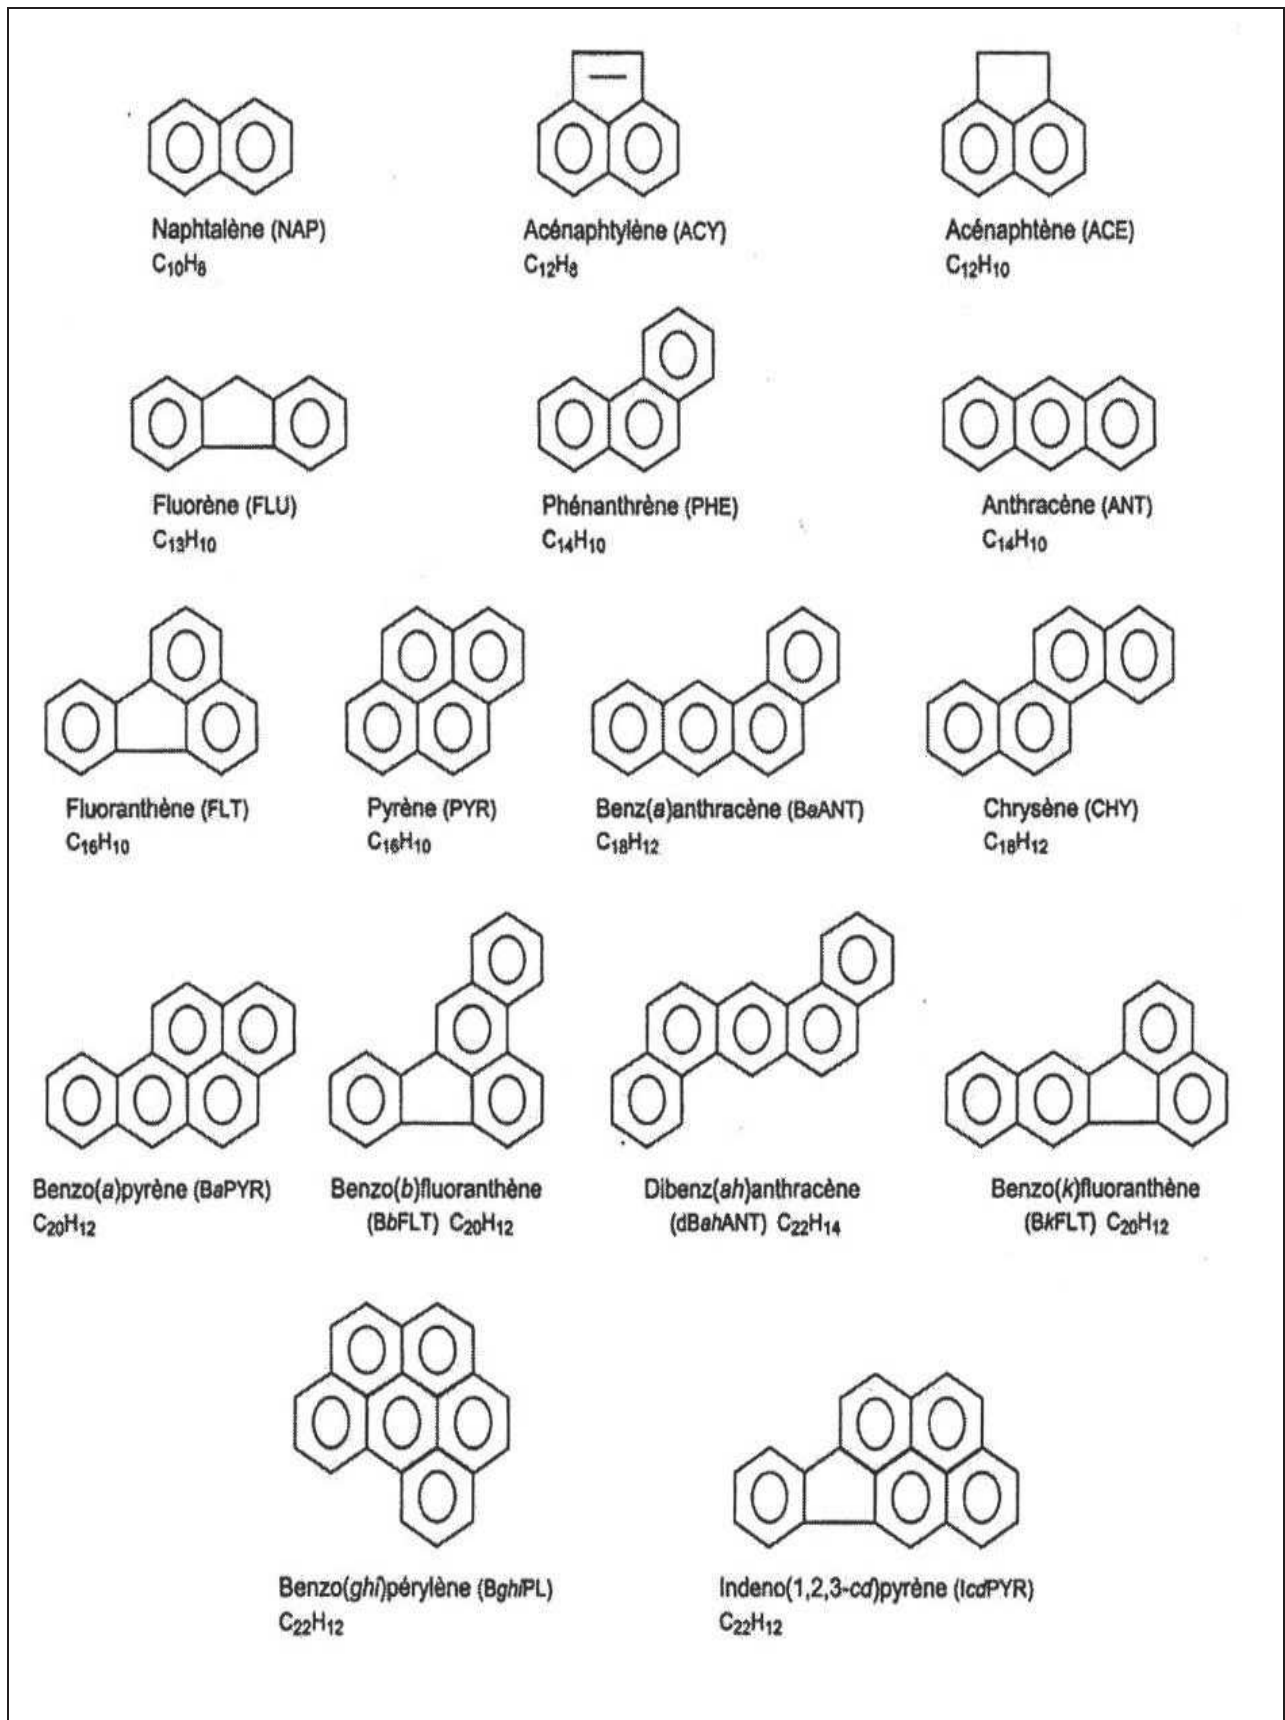 Naphtalène (NAP)
C₁₀H₈
Acénaphtylène (ACY)
C₁₂H₈
Acénaphtène (ACE)
C₁₂H₁₀
Fluorène (FLU)
C₁₃H₁₀
Phénanthrène (PHE)
C₁₄H₁₀
Anthracène (ANT)
C₁₄H₁₀
Fluoranthène (FLT)
C₁₆H₁₀
Pyrène (PYR)
C₁₆H₁₀
Benz(a)anthracène (BaANT)
C₁₈H₁₂
Chrysène (CHY)
C₁₈H₁₂
Benzo(a)pyrène (BaPYR)
C₂₀H₁₂
Benzo(b)fluoranthène
(BbFLT) C₂₀H₁₂
Dibenz(ah)anthracène
(dBahANT) C₂₂H₁₄
Benzo(k)fluoranthène
(BkFLT) C₂₀H₁₂
Benzo(ghi)pérylène (BghiPL)
C₂₂H₁₂
Indeno(1,2,3-cd)pyrène (IcdPYR)
C₂₂H₁₂